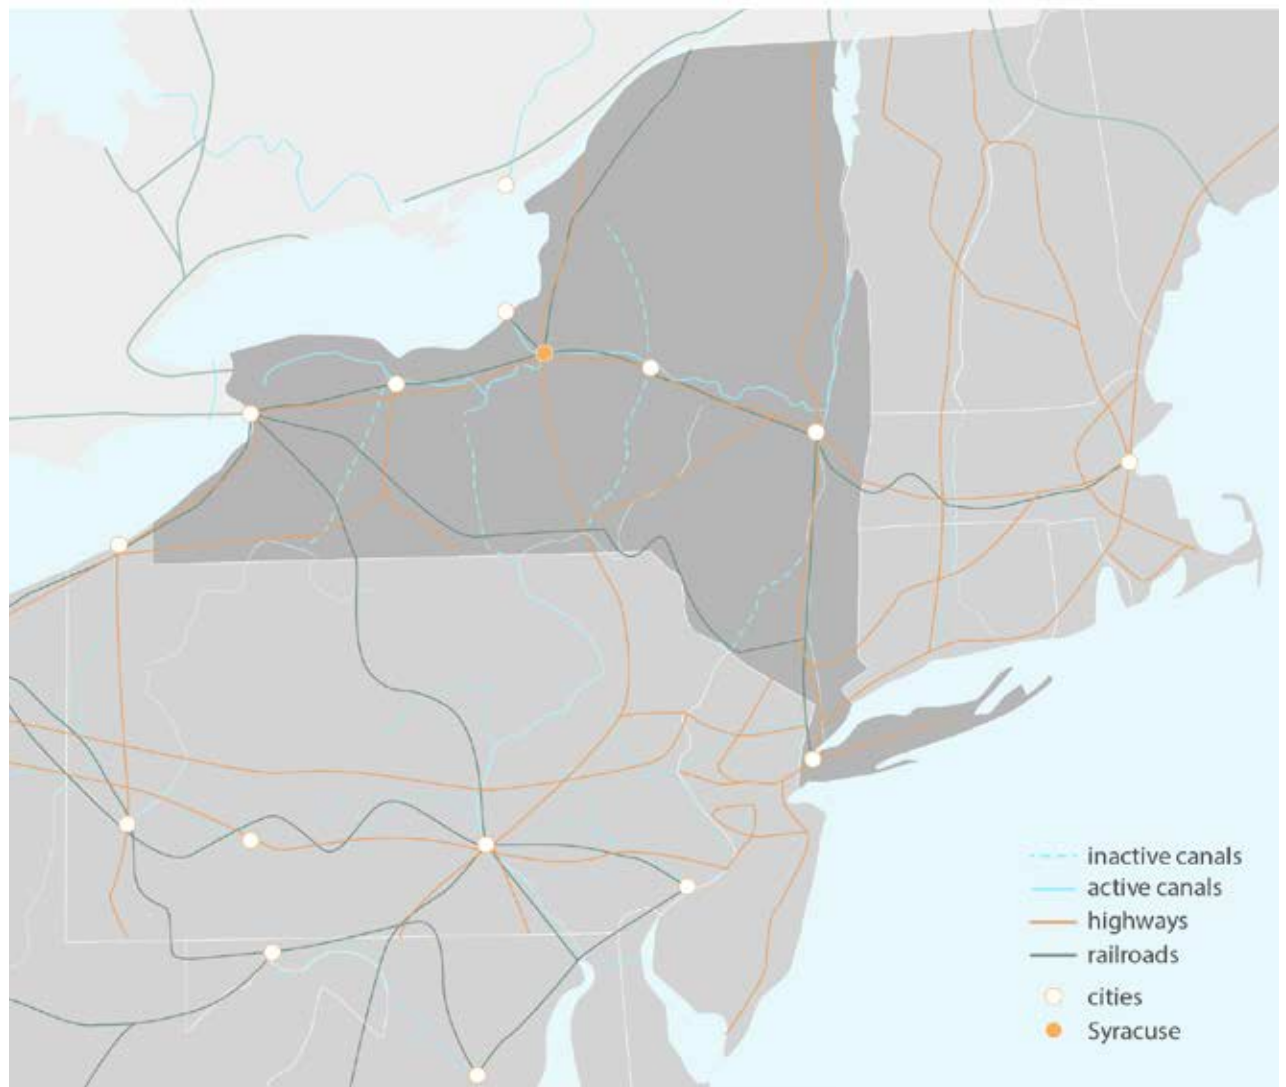 inactive canals
active canals
highways
railroads
cities
Syracuse